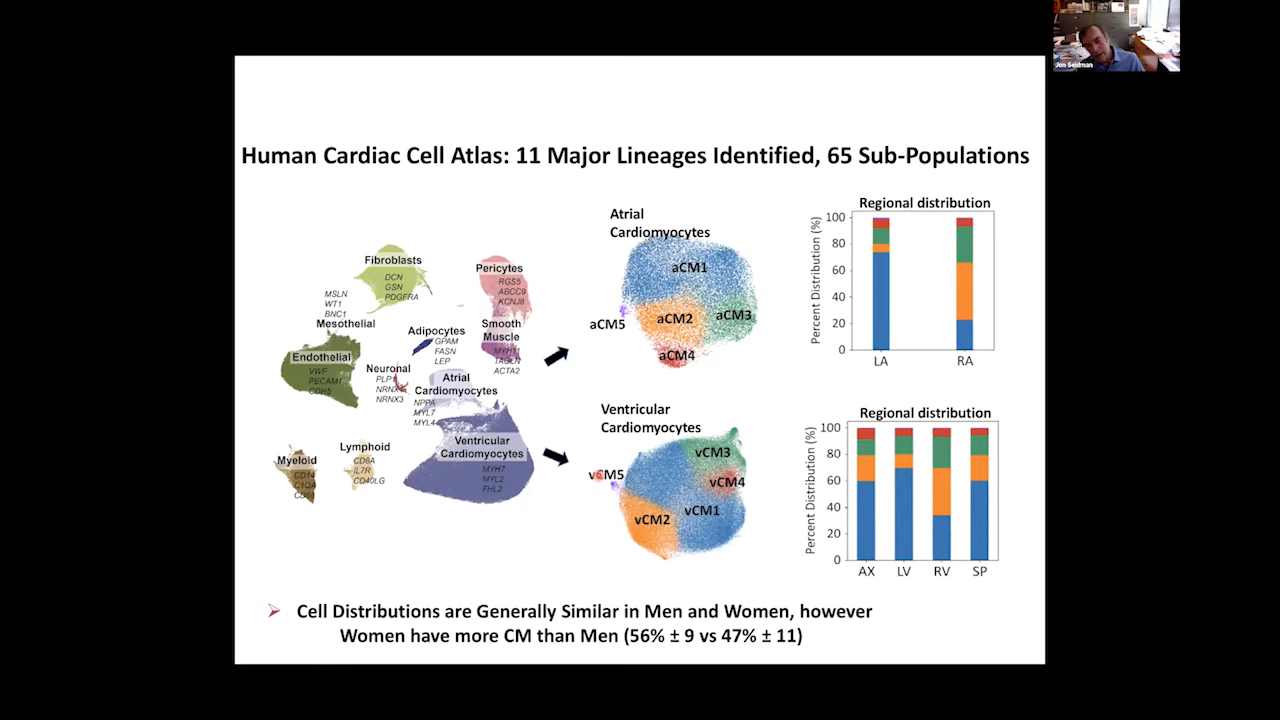 Jon Seidman
Human Cardiac Cell Atlas: 11 Major Lineages Identified, 65 Sub-Populations
Fibroblasts
DCN
GSN
PDGFRA
Pericytes
RGS5
ABCC9
KCNJ8
MSLN
WT1
BNC1
Mesothelial
Adipocytes
GPAM
FASN
LEP
Smooth
Muscle
MYH11
TAGLN
ACTA2
Endothelial
VWF
PECAM1
CDH5
Neuronal
PLP1
NRXN1
NRXN3
Atrial
Cardiomyocytes
NPPA
MYL7
MYL4
Ventricular
Cardiomyocytes
MYH7
MYL2
FHL2
Lymphoid
CD8A
IL7R
CD40LG
Myeloid
CD14
C1QA
CD68
Atrial
Cardiomyocytes
aCM1
aCM2
aCM3
aCM5
aCM4
Ventricular
Cardiomyocytes
vCM3
vCM4
vCM5
vCM1
vCM2
Regional distribution
Percent Distribution (%)
100
80
60
40
20
0
LA
RA
Regional distribution
Percent Distribution (%)
100
80
60
40
20
0
AX
LV
RV
SP
Cell Distributions are Generally Similar in Men and Women, however
Women have more CM than Men (56% ± 9 vs 47% ± 11)